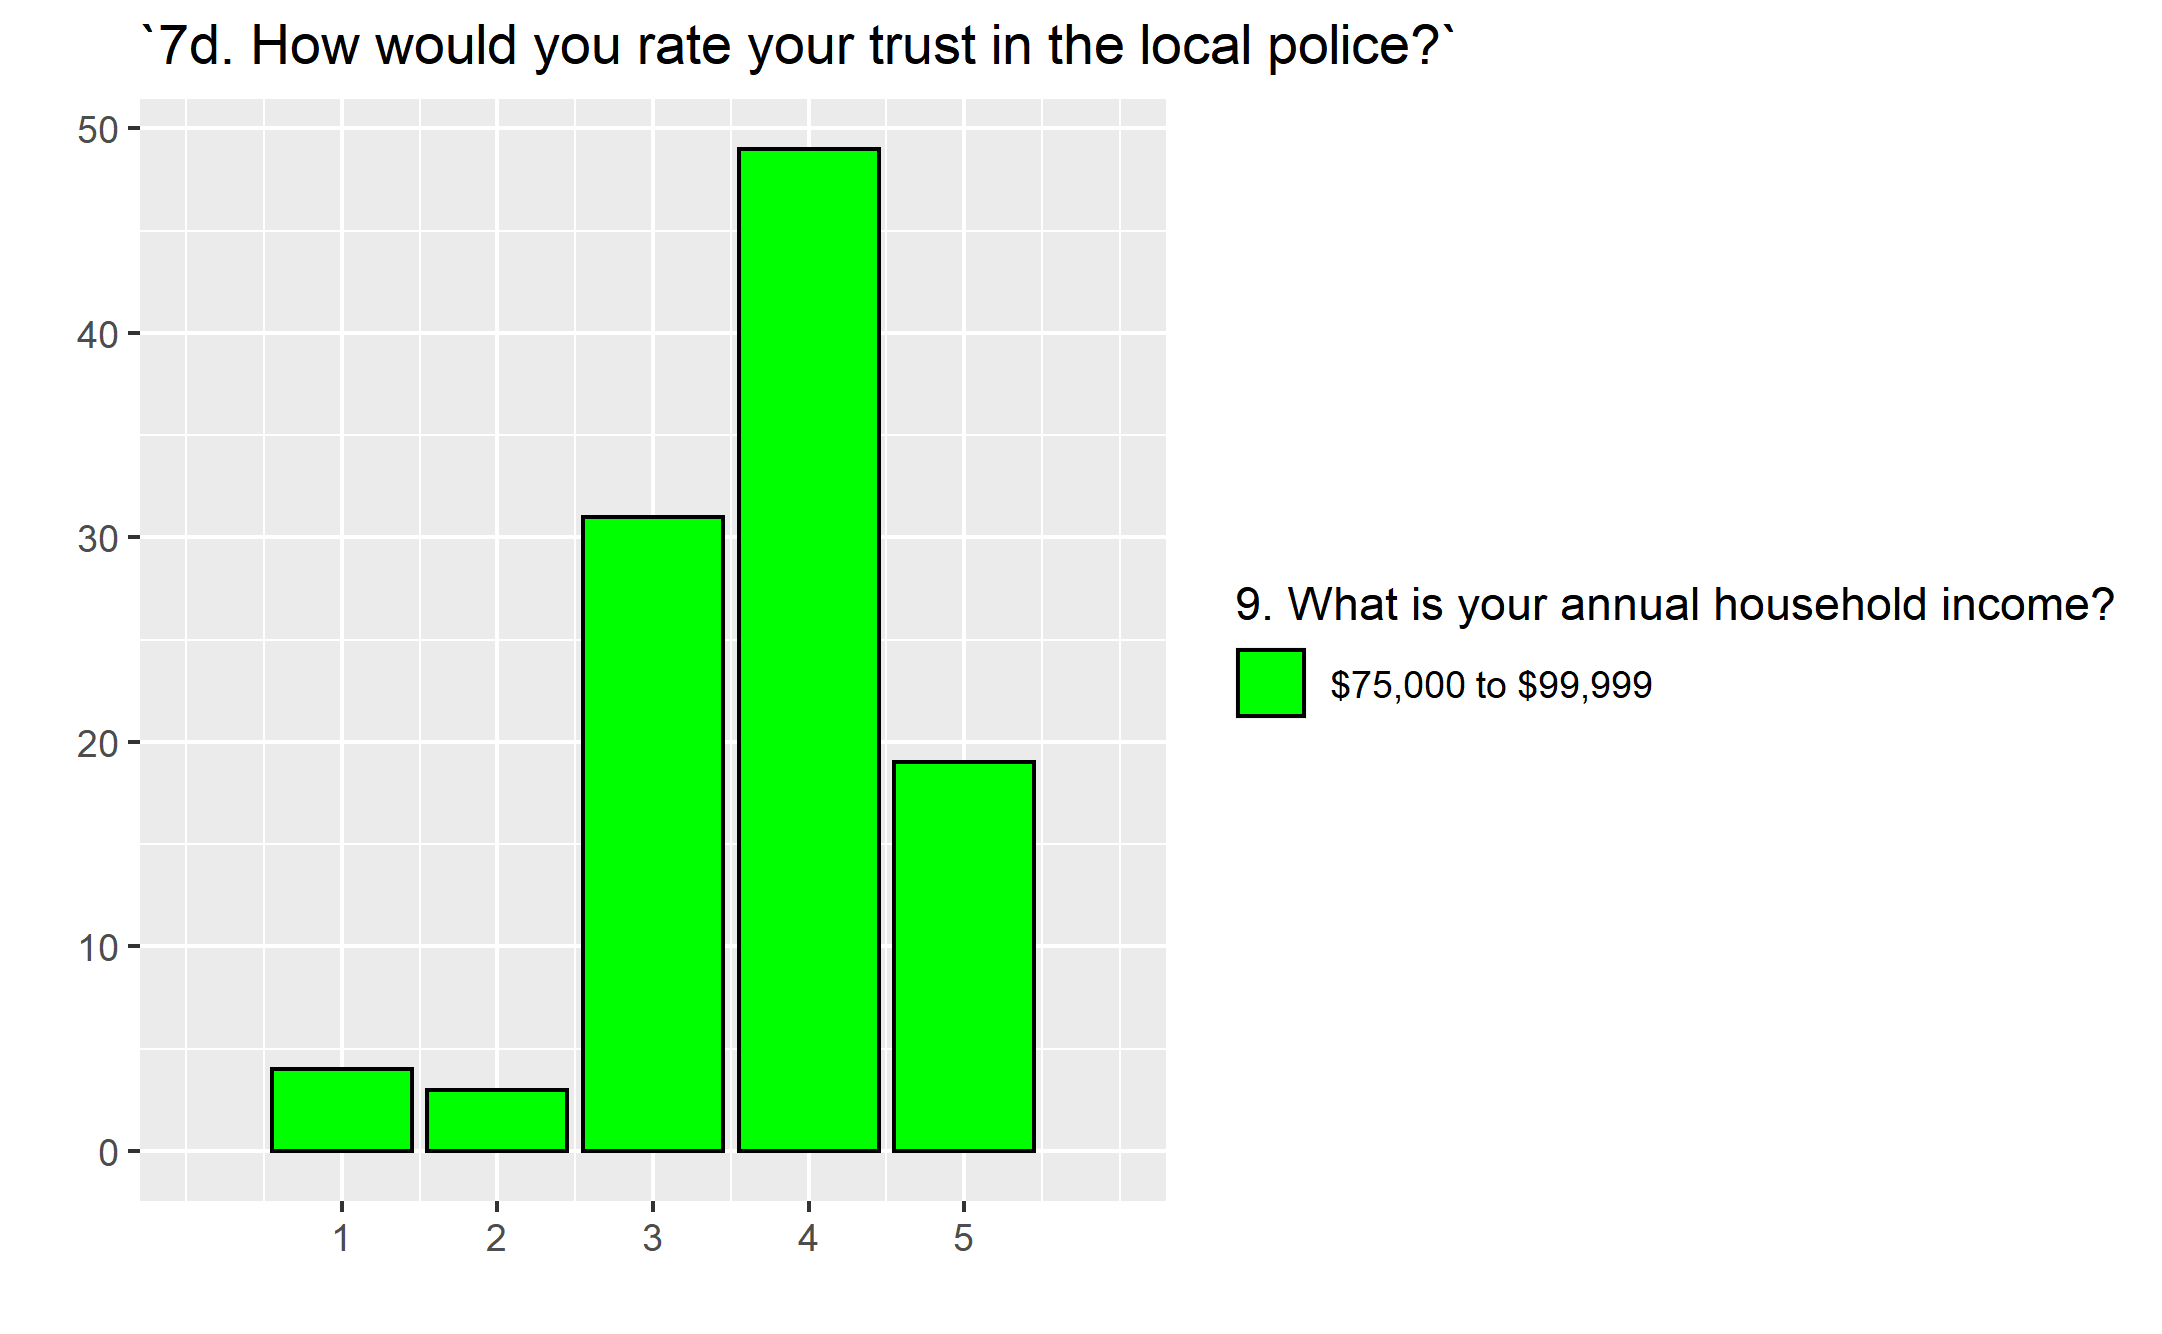 `7d. How would you rate your trust in the local police?`
50
40
30
20
10
0
1 2 3 4 5
9. What is your annual household income?
$75,000 to $99,999